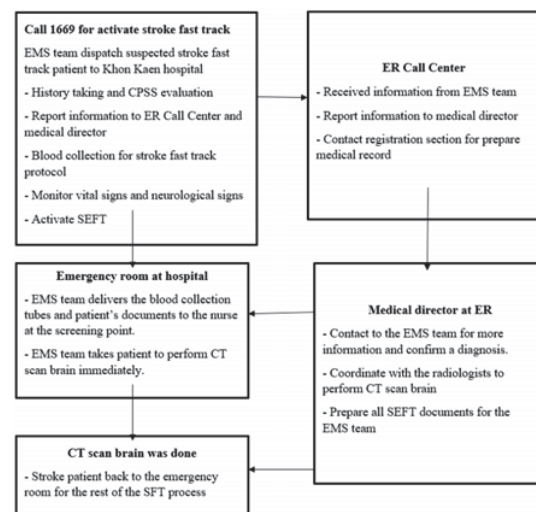 Call 1669 for activate stroke fast track
EMS team dispatch suspected stroke fast
track patient to Khon Kaen hospital
- History taking and CPSS evaluation
- Report information to ER Call Center and
medical director
- Blood collection for stroke fast track
protocol
- Monitor vital signs and neurological signs
- Activate SEFT
ER Call Center
- Received information from EMS team
- Report information to medical director
- Contact registration section for prepare
medical record
Emergency room at hospital
- EMS team delivers the blood collection
tubes and patient's documents to the nurse
at the screening point.
- EMS team takes patient to perform CT
scan brain immediately.
Medical director at ER
- Contact to the EMS team for more
information and confirm a diagnosis.
- Coordinate with the radiologists to
perform CT scan brain
- Prepare all SEFT documents for the
EMS team
CT scan brain was done
- Stroke patient back to the emergency
room for the rest of the SFT process